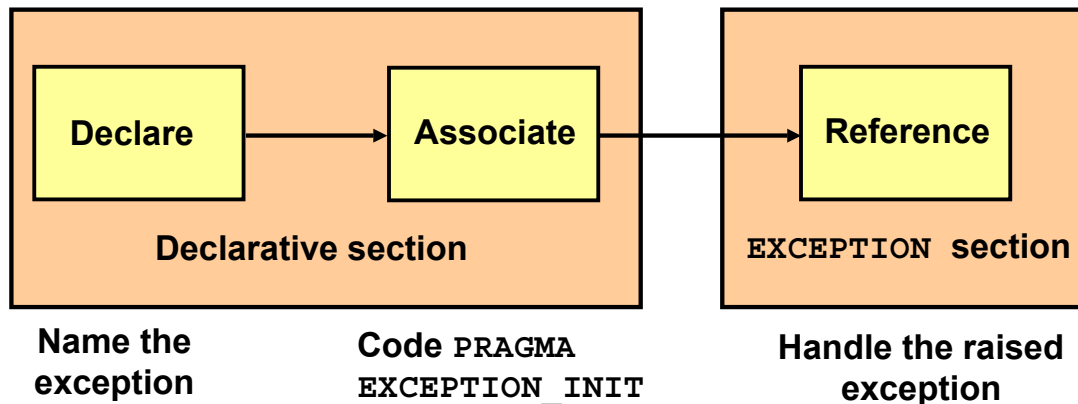 Declare
Associate
Reference
Declarative section
EXCEPTION section
Name the
exception
Code PRAGMA
EXCEPTION_INIT
Handle the raised
exception